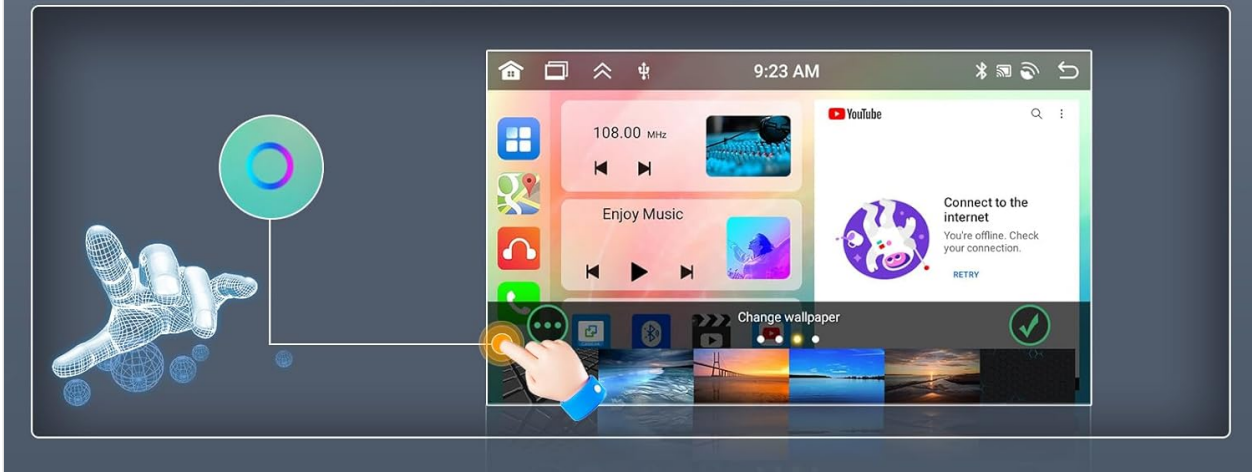 9:23 AM
108.00 MHz
YouTube
Enjoy Music
Connect to the
internet
You're offline. Check
your connection.
RETRY
Change wallpaper